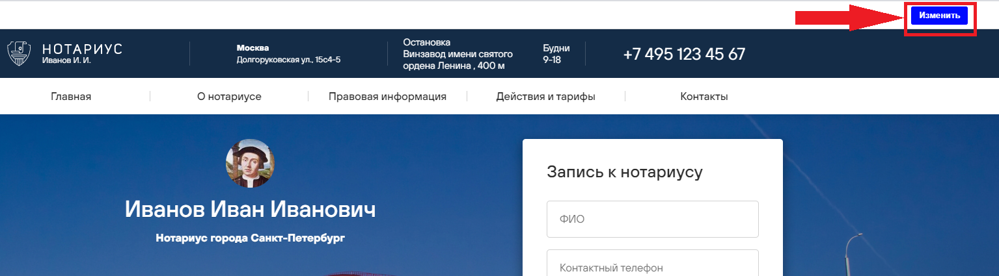 Изменить
НОТАРИУС
Иванов И. И.
Москва
Долгоруковская ул., 15с4-5
Остановка
Винзавод имени святого
ордена Ленина , 400 м
Будни
9-18
+7 495 123 45 67
Главная
О нотариусе
Правовая информация
Действия и тарифы
Контакты
Иванов Иван Иванович
Нотариус города Санкт-Петербург
Запись к нотариусу
ФИО
Контактный телефон